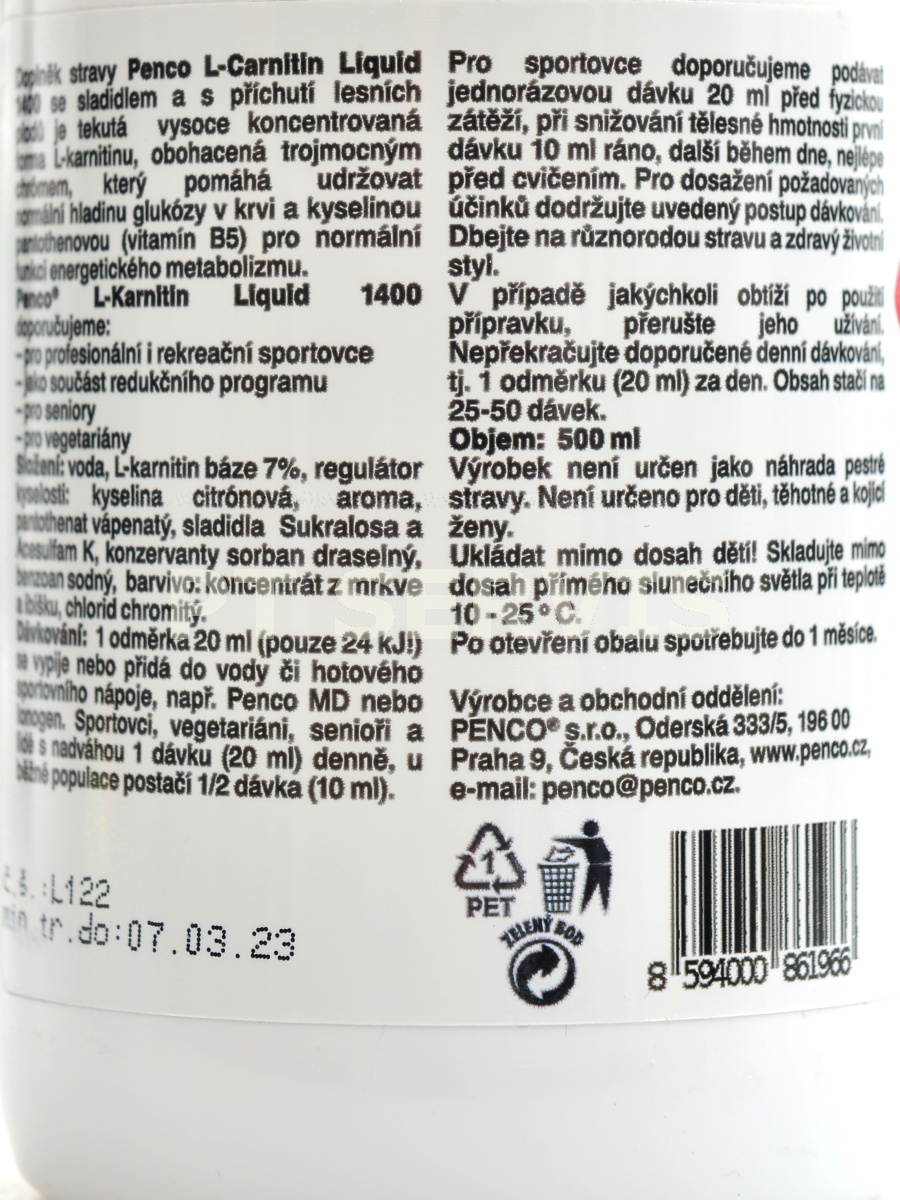 Doplněk stravy Penco L-Carnitin Liquid
1400 se sladidlem a s příchutí lesních
plodů je tekutá vysoce koncentrovaná
forma L-karnitinu, obohacená trojmocným
chrómem, který pomáhá udržovat
normální hladinu glukózy v krvi a kyselinou
pantothenovou (vitamín B5) pro normální
funkci energetického metabolizmu.
Penco® L-Karnitin Liquid 1400
doporučujeme:
- pro profesionální i rekreační sportovce
- jako součást redukčního programu
- pro seniory
- pro vegetariány
Složení: voda, L-karnitin báze 7%, regulátor
kyselosti: kyselina citrónová, aroma,
pantothenat vápenatý, sladidla Sukralosa a
Acesulfam K, konzervanty sorban draselný,
benzoan sodný, barvivo: koncentrát z mrkve
a ibišku, chlorid chromitý.
Dávkování: 1 odměrka 20 ml (pouze 24 kJ!)
se vypije nebo přidá do vody či hotového
sportovního nápoje, např. Penco MD nebo
Ionogen. Sportovci, vegetariáni, senioři a
lidé s nadváhou 1 dávku (20 ml) denně, u
běžné populace postačí 1/2 dávka (10 ml).
č.š.:L122
min.tr.do:07.03.23
Pro sportovce doporučujeme podávat
jednorázovou dávku 20 ml před fyzickou
zátěží, při snižování tělesné hmotnosti první
dávku 10 ml ráno, další během dne, nejlépe
před cvičením. Pro dosažení požadovaných
účinků dodržujte uvedený postup dávkování.
Dbejte na různorodou stravu a zdravý životní
styl.
V případě jakýchkoli obtíží po použití
přípravku, přerušte jeho užívání.
Nepřekračujte doporučené denní dávkování,
tj. 1 odměrku (20 ml) za den. Obsah stačí na
25-50 dávek.
Objem: 500 ml
Výrobek není určen jako náhrada pestré
stravy. Není určeno pro děti, těhotné a kojící
ženy.
Ukládat mimo dosah dětí! Skladujte mimo
dosah přímého slunečního světla při teplotě
10 - 25 ° C.
Po otevření obalu spotřebujte do 1 měsíce.
Výrobce a obchodní oddělení:
PENCO® s.r.o., Oderská 333/5, 196 00
Praha 9, Česká republika, www.penco.cz,
e-mail: penco@penco.cz.
1
PET
ZELENÝ BOD
8 594000 861966